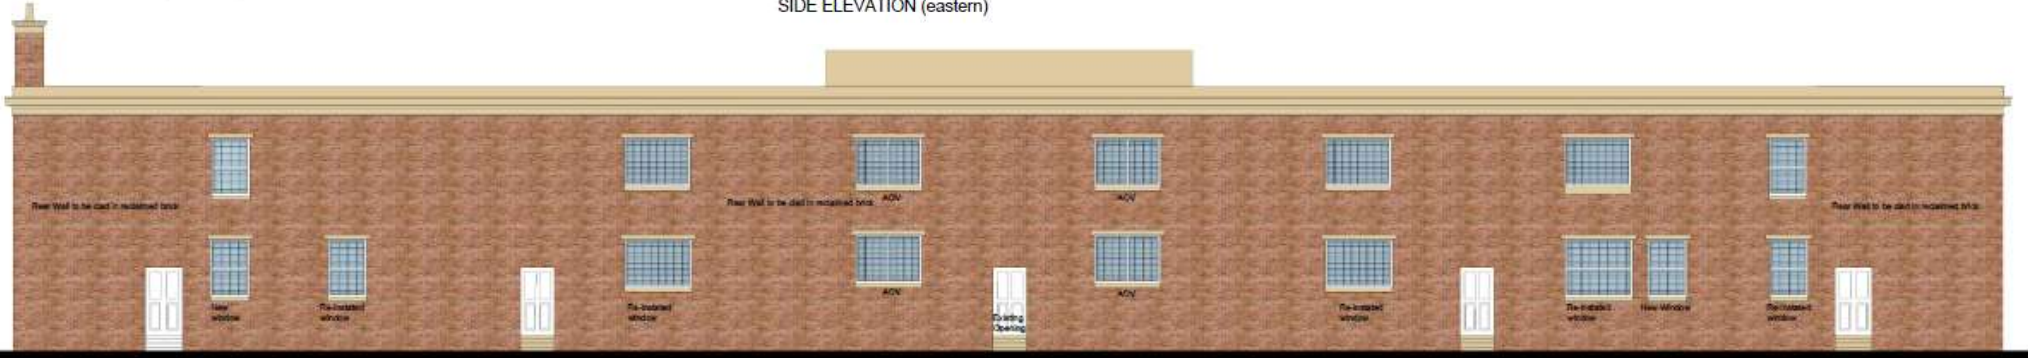 SIDE ELEVATION (eastern)
Rear Wall to be clad in reclaimed brick
Rear Wall to be clad in reclaimed brick
AOV
AOV
Rear Wall to be clad in reclaimed brick
New
window
Re-instated
window
Re-instated
window
AOV
Existing
Opening
AOV
Re-instated
window
Re-instated
window
New Window
Re-instated
window